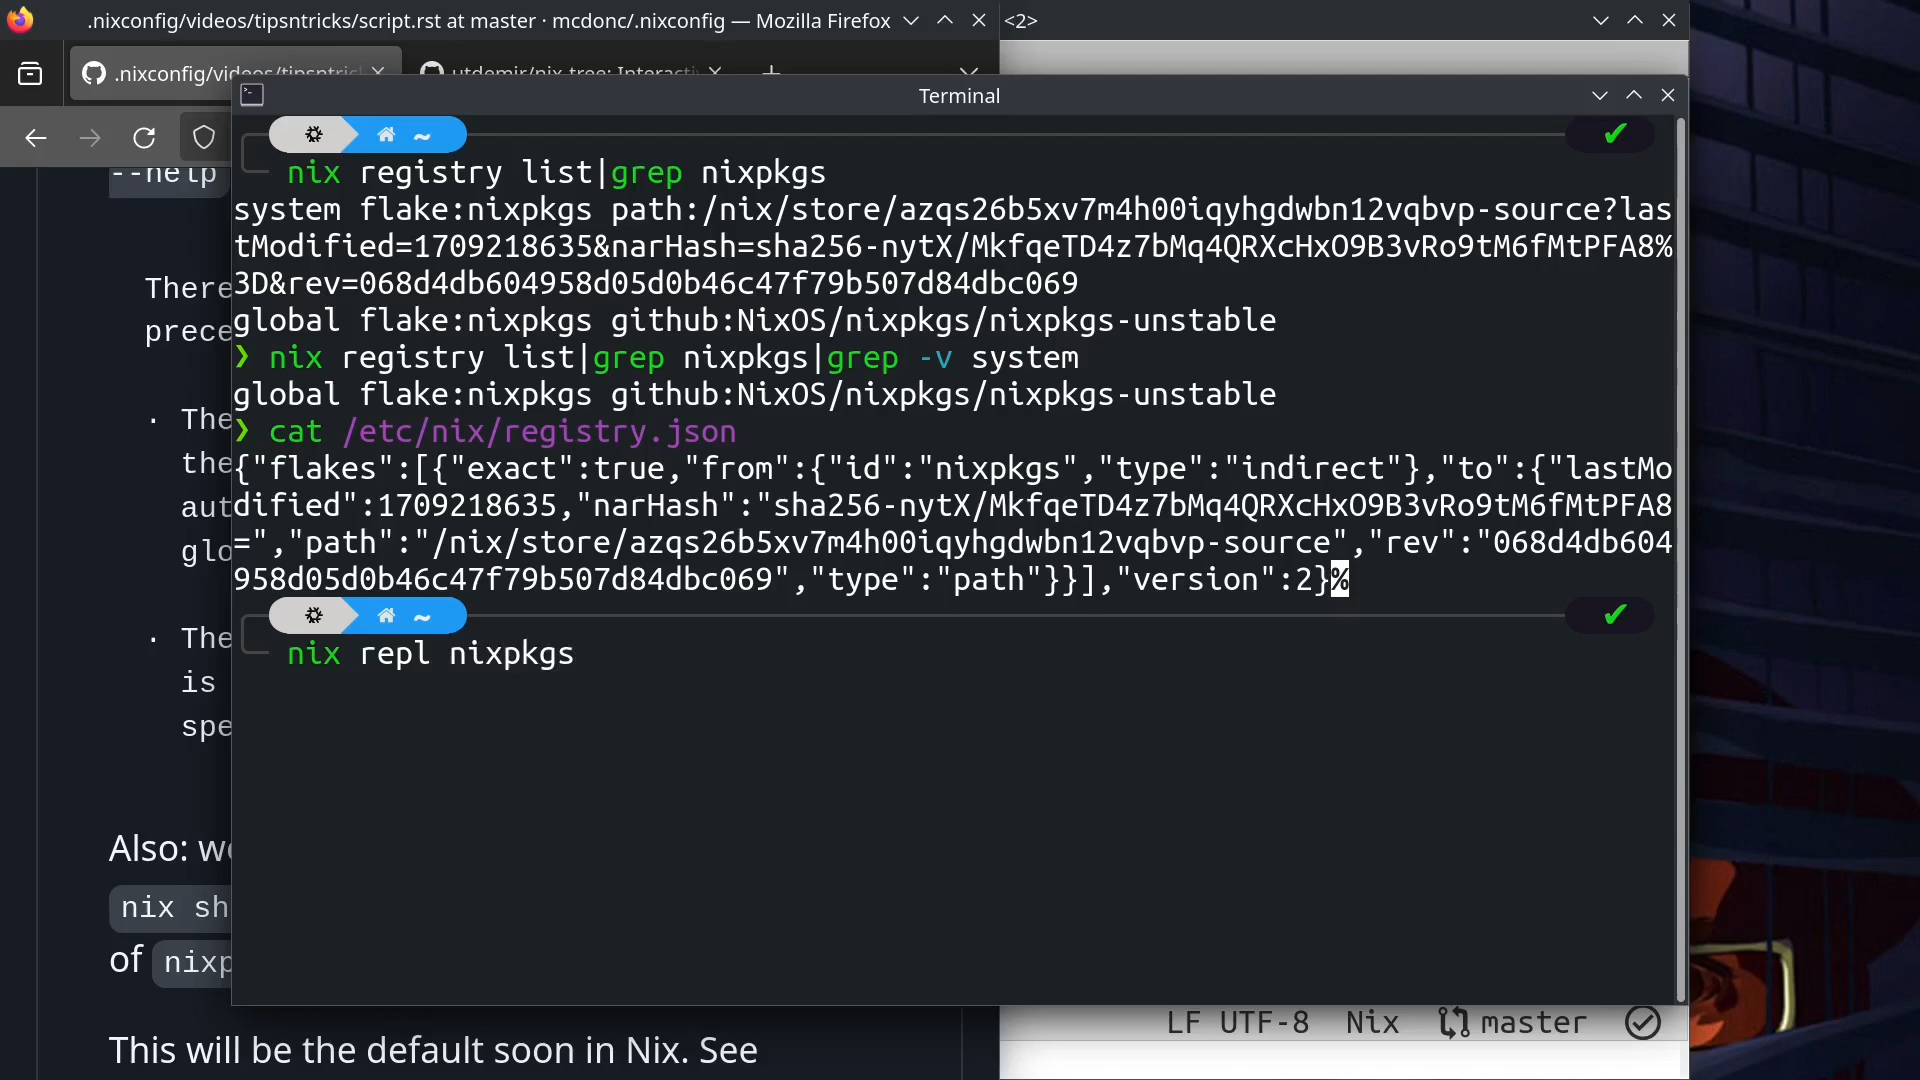 .nixconfig/videos/tipsntricks/script.rst at master · mcdonc/.nixconfig — Mozilla Firefox
<2>
.nixconfig/videos/tipsntric
utdemir/nix-tree: Interacti
Terminal
~
nix registry list|grep nixpkgs
system flake:nixpkgs path:/nix/store/azqs26b5xv7m4h00iqyhgdwbn12vqbvp-source?las
tModified=1709218635&narHash=sha256-nytX/MkfqeTD4z7bMq4QRXcHxO9B3vRo9tM6fMtPFA8%
3D&rev=068d4db604958d05d0b46c47f79b507d84dbc069
global flake:nixpkgs github:NixOS/nixpkgs/nixpkgs-unstable
❯ nix registry list|grep nixpkgs|grep -v system
global flake:nixpkgs github:NixOS/nixpkgs/nixpkgs-unstable
❯ cat /etc/nix/registry.json
{"flakes":[{"exact":true,"from":{"id":"nixpkgs","type":"indirect"},"to":{"lastMo
dified":1709218635,"narHash":"sha256-nytX/MkfqeTD4z7bMq4QRXcHxO9B3vRo9tM6fMtPFA8
=","path":"/nix/store/azqs26b5xv7m4h00iqyhgdwbn12vqbvp-source","rev":"068d4db604
958d05d0b46c47f79b507d84dbc069","type":"path"}}],"version":2}%
~
nix repl nixpkgs
--help
There
prece
· The
the
aut
glo
· The
is
spe
Also: we
nix sh
of nixp
This will be the default soon in Nix. See
LF UTF-8 Nix master